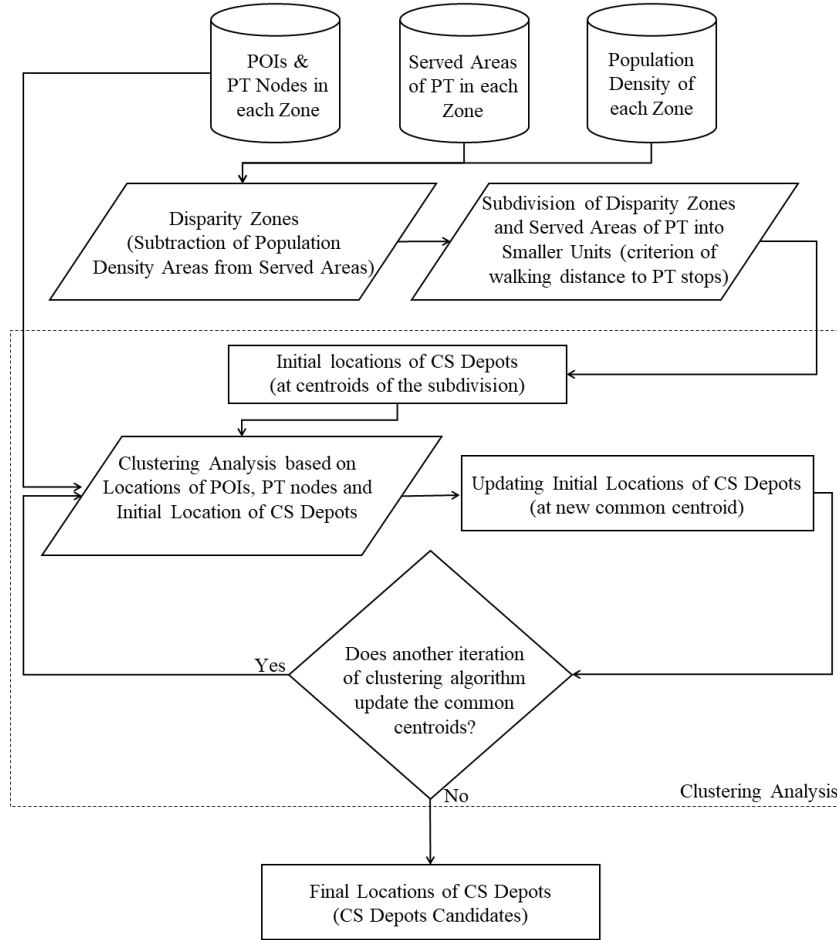 POIs &
PT Nodes in
each Zone
Served Areas
of PT in each
Zone
Population
Density of
each Zone
Disparity Zones
(Subtraction of Population
Density Areas from Served Areas)
Subdivision of Disparity Zones
and Served Areas of PT into
Smaller Units (criterion of
walking distance to PT stops)
Initial locations of CS Depots
(at centroids of the subdivision)
Clustering Analysis based on
Locations of POIs, PT nodes and
Initial Location of CS Depots
Updating Initial Locations of CS Depots
(at new common centroid)
Yes
Does another iteration
of clustering algorithm
update the common
centroids?
No
Clustering Analysis
Final Locations of CS Depots
(CS Depots Candidates)